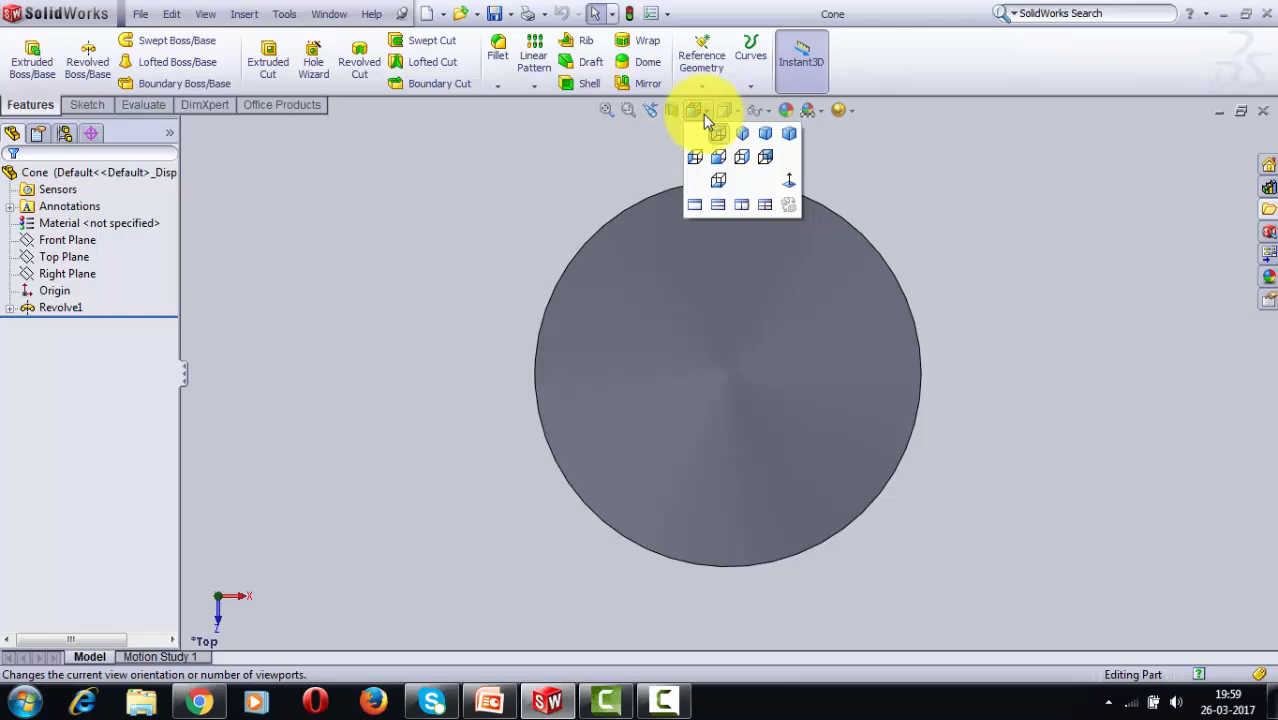 SolidWorks File Edit View Insert Tools Window Help Cone SolidWorks Search
Extruded Boss/Base
Revolved Boss/Base
Swept Boss/Base
Lofted Boss/Base
Boundary Boss/Base
Extruded Cut
Hole Wizard
Revolved Cut
Swept Cut
Lofted Cut
Boundary Cut
Fillet
Linear Pattern
Rib
Draft
Shell
Wrap
Dome
Mirror
Reference Geometry
Curves
Instant3D
Features Sketch Evaluate DimXpert Office Products
Cone (Default<<Default>_Disp
Sensors
Annotations
Material <not specified>
Front Plane
Top Plane
Right Plane
Origin
Revolve1
X
Z
*Top
Model Motion Study 1
Changes the current view orientation or number of viewports. Editing Part
19:59
26-03-2017